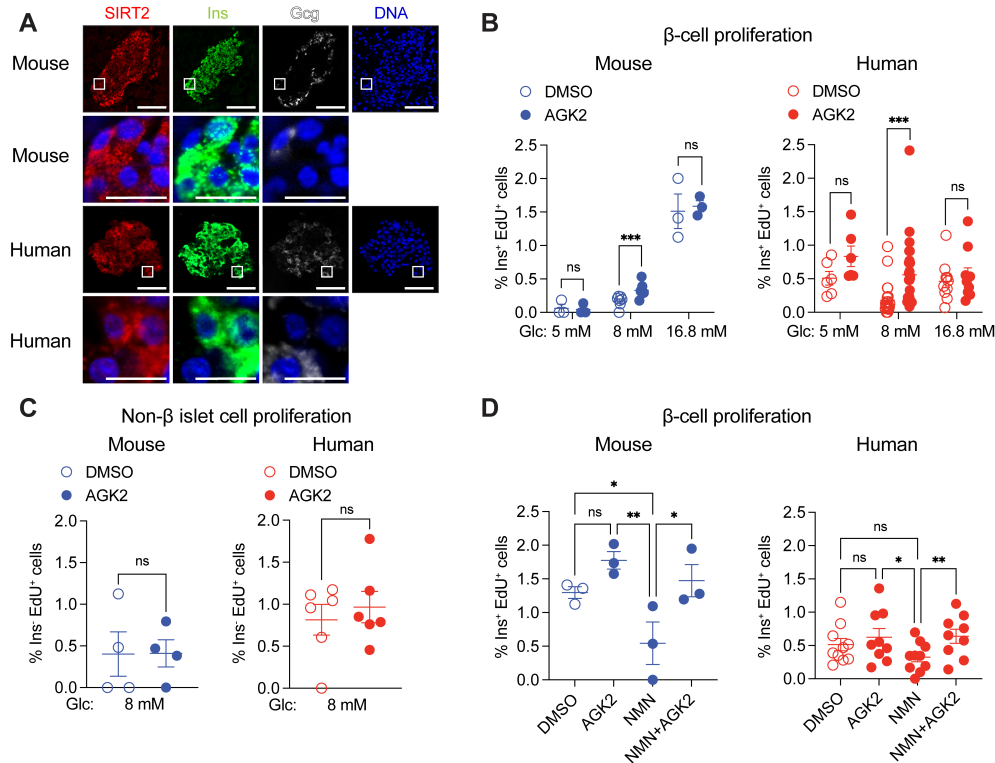 A
SIRT2 Ins Gcg DNA
Mouse
Mouse
Human
Human
B
β-cell proliferation
Mouse
DMSO
AGK2
% Ins+ EdU+ cells
2.5
2.0
1.5
1.0
0.5
0.0
ns
***
ns
Glc: 5 mM 8 mM 16.8 mM
Human
DMSO
AGK2
% Ins+ EdU+ cells
2.5
2.0
1.5
1.0
0.5
0.0
ns
***
ns
Glc: 5 mM 8 mM 16.8 mM
C
Non-β islet cell proliferation
Mouse
DMSO
AGK2
% Ins- EdU+ cells
2.0
1.5
1.0
0.5
0.0
ns
Glc: 8 mM
Human
DMSO
AGK2
% Ins- EdU+ cells
2.0
1.5
1.0
0.5
0.0
ns
Glc: 8 mM
D
β-cell proliferation
Mouse
% Ins+ EdU+ cells
2.5
2.0
1.5
1.0
0.5
0.0
*
ns ** *
DMSO AGK2 NMN NMN+AGK2
Human
% Ins+ EdU+ cells
2.5
2.0
1.5
1.0
0.5
0.0
ns
ns * **
DMSO AGK2 NMN NMN+AGK2